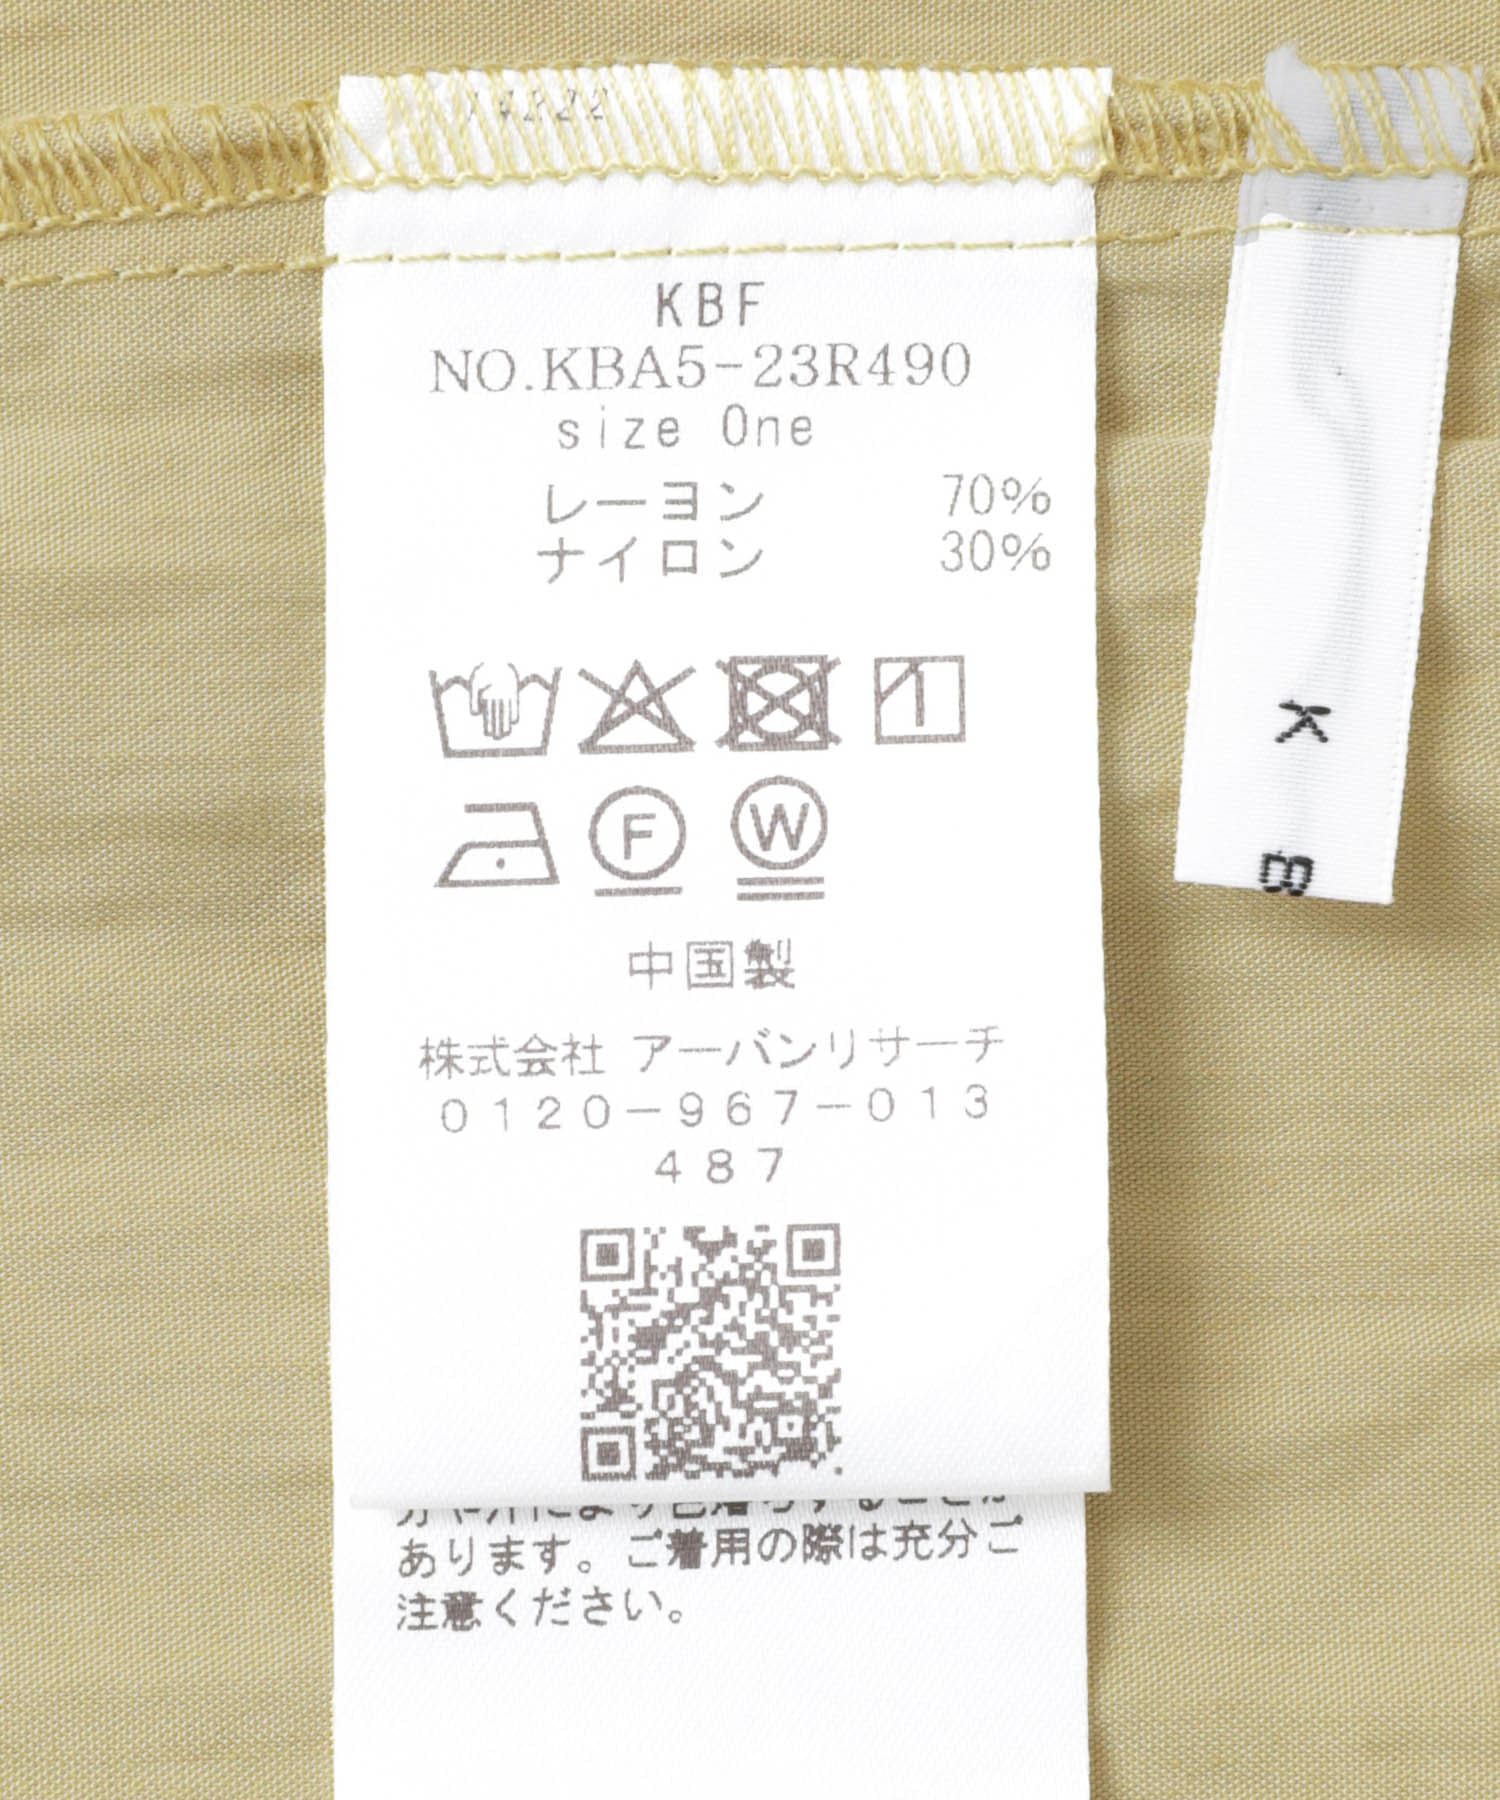 KBF
NO.KBA5-23R490
size One
レーヨン 70%
ナイロン 30%
F
W
中国製
株式会社 アーバンリサーチ
0120-967-013
487
あります。ご着用の際は充分ご
注意ください。
K B